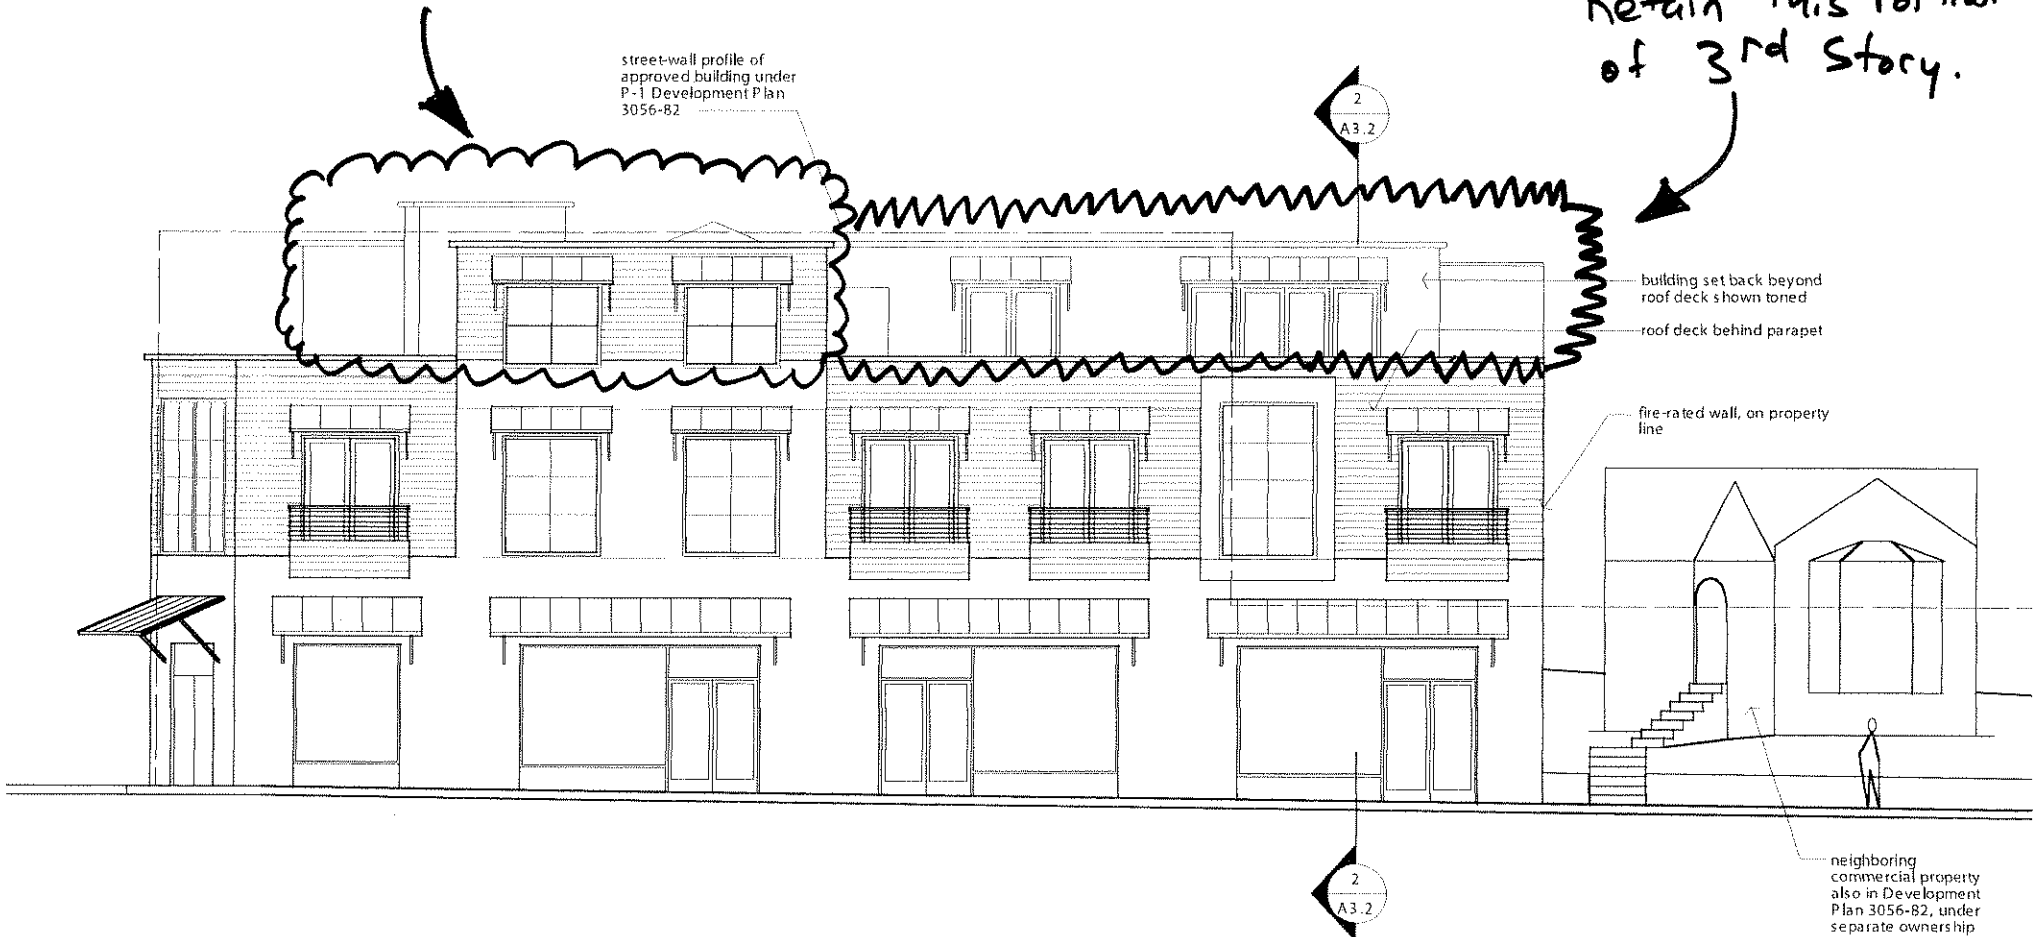 Retain This Portion
of 3rd Story.
street-wall profile of
approved building under
P-1 Development Plan
3056-82
2
A3.2
building set back beyond
roof deck shown toned
roof deck behind parapet
fire-rated wall, on property
line
2
A3.2
neighboring
commercial property
also in Development
Plan 3056-82, under
separate ownership